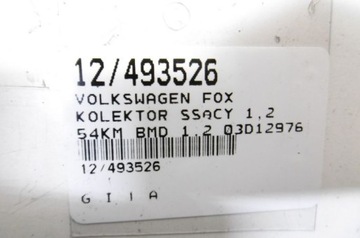 12/493526
VOLKSWAGEN FOX
KOLEKTOR SSACY 1,2
54KM BMD 1.2 03D12976
12/493526
G I I A